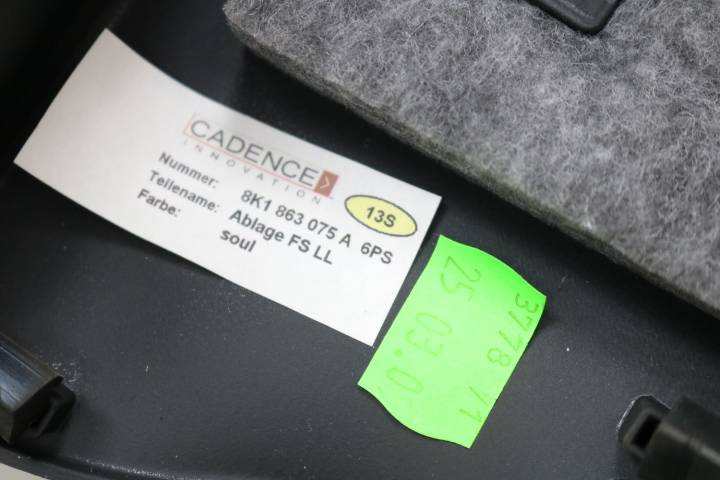 CADENCE
INNOVATION
13S
Nummer: 8K1 863 075 A 6PS
Teilename: Ablage FS LL
Farbe: soul
3778 71
25 03.0